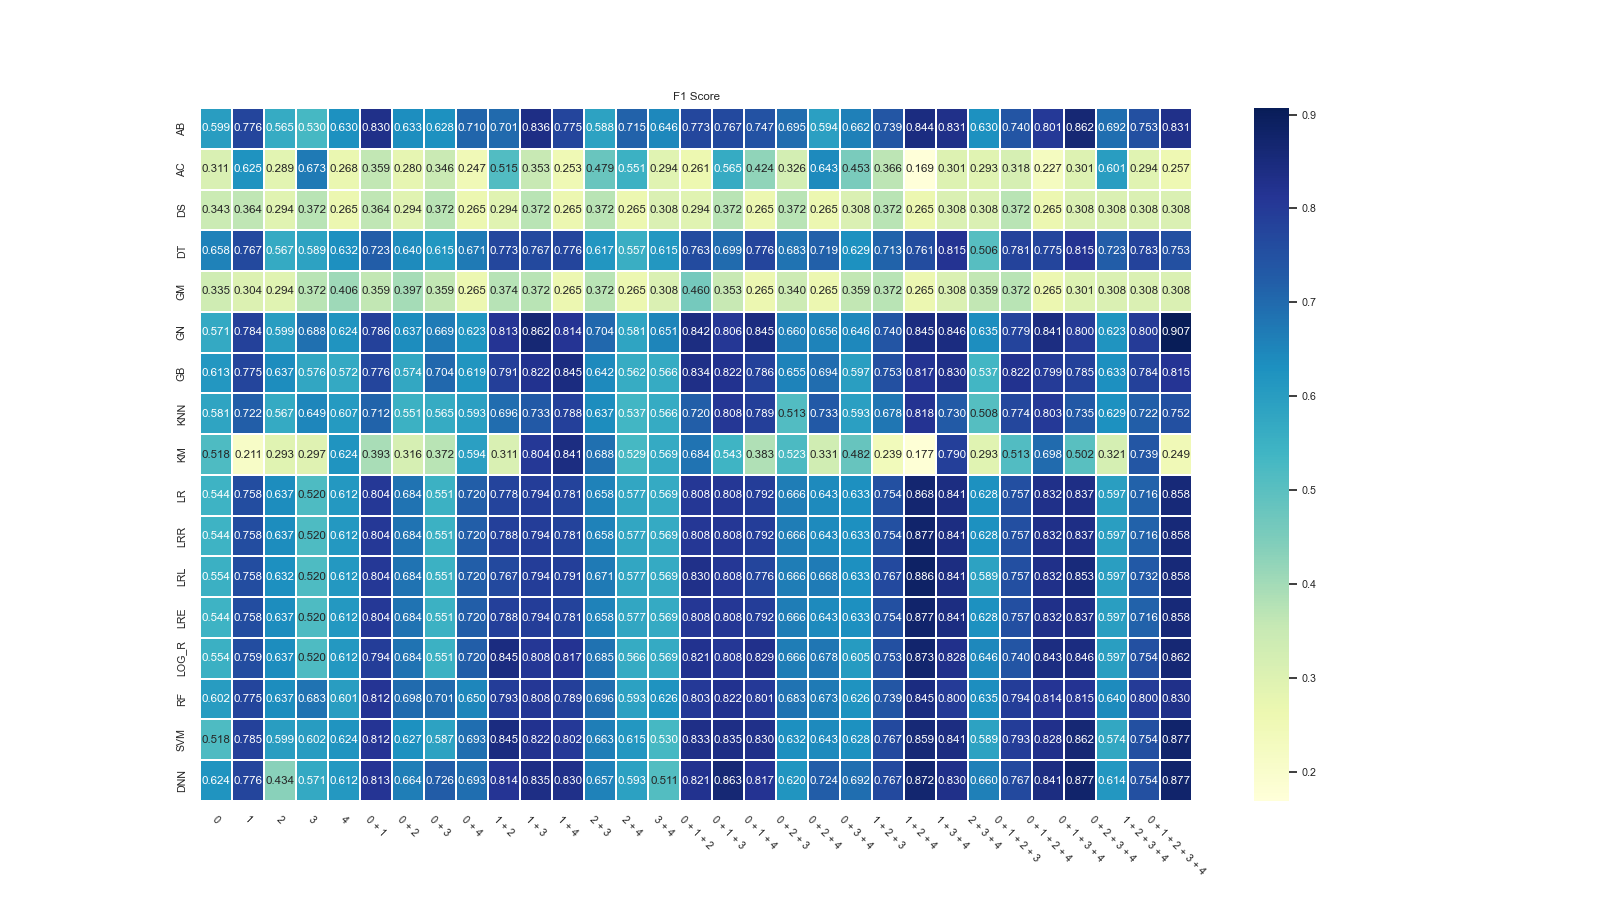 F1 Score
AB 0.599 0.776 0.565 0.530 0.630 0.830 0.633 0.628 0.710 0.701 0.836 0.775 0.588 0.715 0.646 0.773 0.767 0.747 0.695 0.594 0.662 0.739 0.844 0.831 0.630 0.740 0.801 0.862 0.692 0.753 0.831
AC 0.311 0.625 0.289 0.673 0.268 0.359 0.280 0.346 0.247 0.515 0.353 0.253 0.479 0.551 0.294 0.261 0.565 0.424 0.326 0.643 0.453 0.366 0.169 0.301 0.293 0.318 0.227 0.301 0.601 0.294 0.257
DS 0.343 0.364 0.294 0.372 0.265 0.364 0.294 0.372 0.265 0.294 0.372 0.265 0.372 0.265 0.308 0.294 0.372 0.265 0.372 0.265 0.308 0.372 0.265 0.308 0.308 0.372 0.265 0.308 0.308 0.308 0.308
DT 0.658 0.767 0.567 0.589 0.632 0.723 0.640 0.615 0.671 0.773 0.767 0.776 0.617 0.557 0.615 0.763 0.699 0.776 0.683 0.719 0.629 0.713 0.761 0.815 0.506 0.781 0.775 0.815 0.723 0.783 0.753
GM 0.335 0.304 0.294 0.372 0.406 0.359 0.397 0.359 0.265 0.374 0.372 0.265 0.372 0.265 0.308 0.460 0.353 0.265 0.340 0.265 0.359 0.372 0.265 0.308 0.359 0.372 0.265 0.301 0.308 0.308 0.308
GN 0.571 0.784 0.599 0.688 0.624 0.786 0.637 0.669 0.623 0.813 0.862 0.814 0.704 0.581 0.651 0.842 0.806 0.845 0.660 0.656 0.646 0.740 0.845 0.846 0.635 0.779 0.841 0.800 0.623 0.800 0.907
GB 0.613 0.775 0.637 0.576 0.572 0.776 0.574 0.704 0.619 0.791 0.822 0.845 0.642 0.562 0.566 0.834 0.822 0.786 0.655 0.694 0.597 0.753 0.817 0.830 0.537 0.822 0.799 0.785 0.633 0.784 0.815
KNN 0.581 0.722 0.567 0.649 0.607 0.712 0.551 0.565 0.593 0.696 0.733 0.788 0.637 0.537 0.566 0.720 0.808 0.789 0.513 0.733 0.593 0.678 0.818 0.730 0.508 0.774 0.803 0.735 0.629 0.722 0.752
KM 0.518 0.211 0.293 0.297 0.624 0.393 0.316 0.372 0.594 0.311 0.804 0.841 0.688 0.529 0.569 0.684 0.543 0.383 0.523 0.331 0.482 0.239 0.177 0.790 0.293 0.513 0.698 0.502 0.321 0.739 0.249
LR 0.544 0.758 0.637 0.520 0.612 0.804 0.684 0.551 0.720 0.778 0.794 0.781 0.658 0.577 0.569 0.808 0.808 0.792 0.666 0.643 0.633 0.754 0.868 0.841 0.628 0.757 0.832 0.837 0.597 0.716 0.858
LRR 0.544 0.758 0.637 0.520 0.612 0.804 0.684 0.551 0.720 0.788 0.794 0.781 0.658 0.577 0.569 0.808 0.808 0.792 0.666 0.643 0.633 0.754 0.877 0.841 0.628 0.757 0.832 0.837 0.597 0.716 0.858
LRL 0.554 0.758 0.632 0.520 0.612 0.804 0.684 0.551 0.720 0.767 0.794 0.791 0.671 0.577 0.569 0.830 0.808 0.776 0.666 0.668 0.633 0.767 0.886 0.841 0.589 0.757 0.832 0.853 0.597 0.732 0.858
LRE 0.544 0.758 0.637 0.520 0.612 0.804 0.684 0.551 0.720 0.788 0.794 0.781 0.658 0.577 0.569 0.808 0.808 0.792 0.666 0.643 0.633 0.754 0.877 0.841 0.628 0.757 0.832 0.837 0.597 0.716 0.858
LOG_R 0.554 0.759 0.637 0.520 0.612 0.794 0.684 0.551 0.720 0.845 0.808 0.817 0.685 0.566 0.569 0.821 0.808 0.829 0.666 0.678 0.605 0.753 0.873 0.828 0.646 0.740 0.843 0.846 0.597 0.754 0.862
RF 0.602 0.775 0.637 0.683 0.601 0.812 0.698 0.701 0.650 0.793 0.808 0.789 0.696 0.593 0.626 0.803 0.822 0.801 0.683 0.673 0.626 0.739 0.845 0.800 0.635 0.794 0.814 0.815 0.640 0.800 0.830
SVM 0.518 0.785 0.599 0.602 0.624 0.812 0.627 0.587 0.693 0.845 0.822 0.802 0.663 0.615 0.530 0.833 0.835 0.830 0.632 0.643 0.628 0.767 0.859 0.841 0.589 0.793 0.828 0.862 0.574 0.754 0.877
DNN 0.624 0.776 0.434 0.571 0.612 0.813 0.664 0.726 0.693 0.814 0.835 0.830 0.657 0.593 0.511 0.821 0.863 0.817 0.620 0.724 0.692 0.767 0.872 0.830 0.660 0.767 0.841 0.877 0.614 0.754 0.877
0 1 2 3 4 0 + 1 0 + 2 0 + 3 0 + 4 1 + 2 1 + 3 1 + 4 2 + 3 2 + 4 3 + 4 0 + 1 + 2 0 + 1 + 3 0 + 1 + 4 0 + 2 + 3 0 + 2 + 4 0 + 3 + 4 1 + 2 + 3 1 + 2 + 4 1 + 3 + 4 2 + 3 + 4 0 + 1 + 2 + 3 0 + 1 + 2 + 4 0 + 1 + 3 + 4 0 + 2 + 3 + 4 1 + 2 + 3 + 4 0 + 1 + 2 + 3 + 4
0.9
0.8
0.7
0.6
0.5
0.4
0.3
0.2